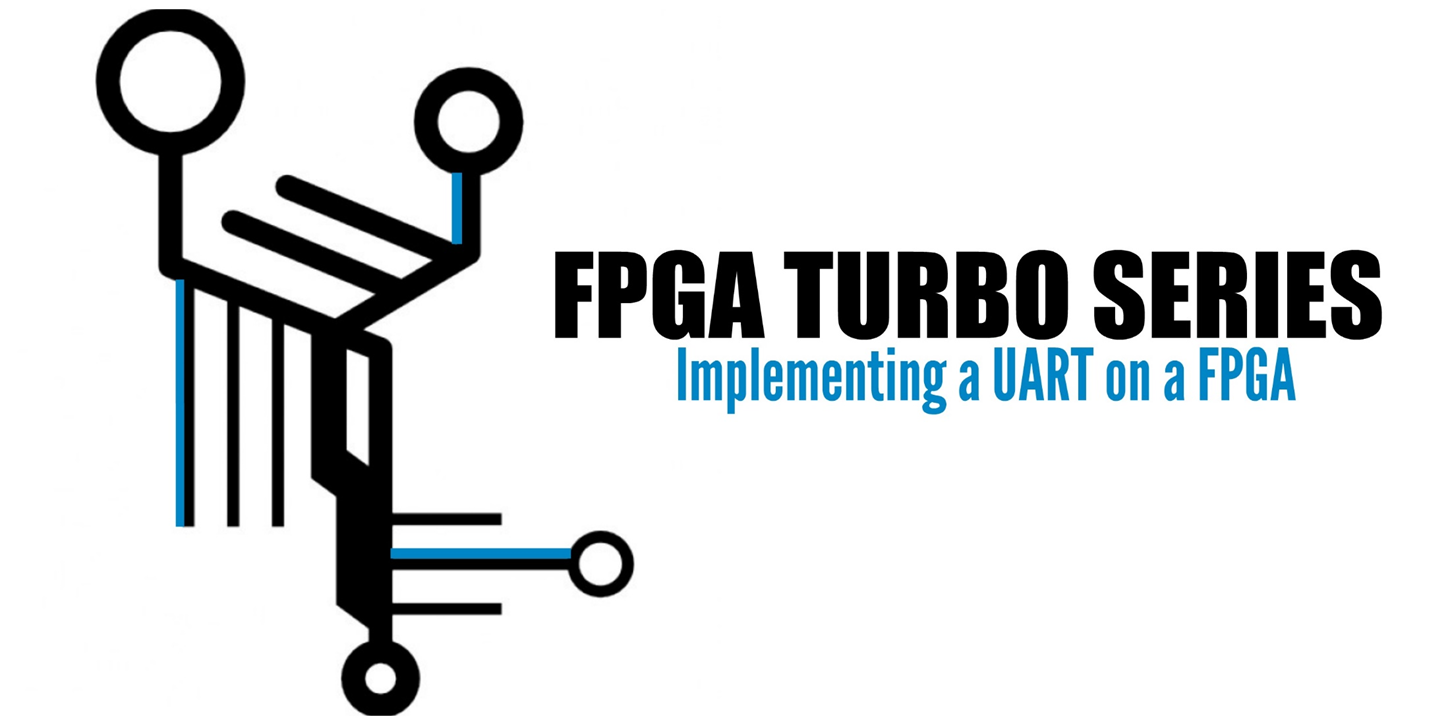 FPGA TURBO SERIES
Implementing a UART on a FPGA